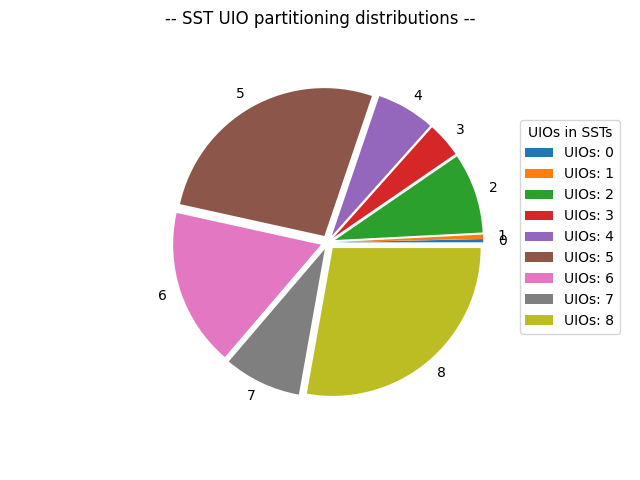 -- SST UIO partitioning distributions --
5
4
3
2
1
0
6
7
8
UIOs in SSTs
UIOs: 0
UIOs: 1
UIOs: 2
UIOs: 3
UIOs: 4
UIOs: 5
UIOs: 6
UIOs: 7
UIOs: 8